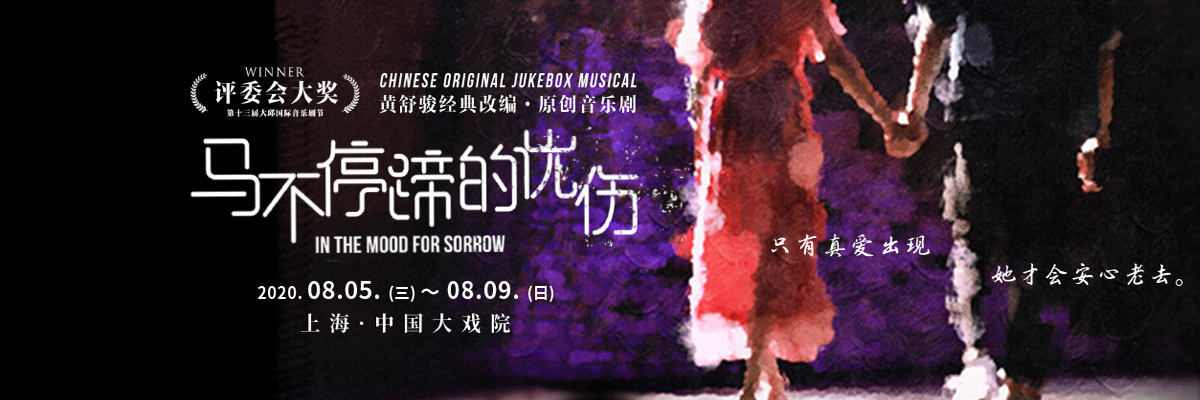 WINNER
评委会大奖
第十三届大邱国际音乐剧节
CHINESE ORIGINAL JUKEBOX MUSICAL
黄舒骏经典改编·原创音乐剧
马不停蹄的忧伤
IN THE MOOD FOR SORROW
2020. 08.05. (三)～ 08.09. (日)
上海·中国大戏院
只有真爱出现
她才会安心老去。